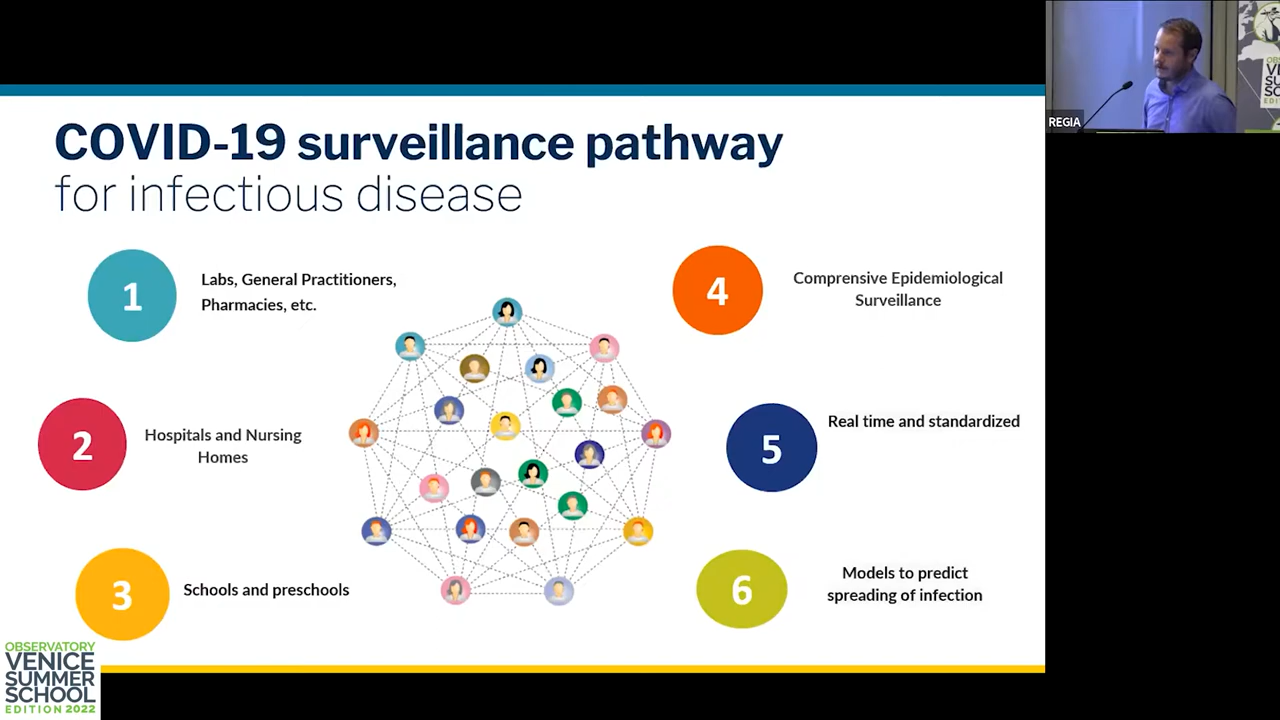 COVID-19 surveillance pathway
for infectious disease
1
Labs, General Practitioners,
Pharmacies, etc.
2
Hospitals and Nursing
Homes
3
Schools and preschools
4
Comprensive Epidemiological
Surveillance
5
Real time and standardized
6
Models to predict
spreading of infection
REGIA
OBSERVATORY
VENICE
SUMMER
SCHOOL
EDITION 2022